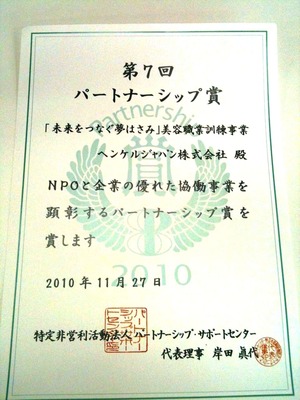 第7回
パートナーシップ賞
Partnership
「未来をつなぐ夢はさみ」美容職業訓練事業
ヘンケルジャパン株式会社 殿
賞
NPOと企業の優れた協働事業を
顕彰するパートナーシップ賞を
賞します
2010
2010年11月27日
特定非営利活動法人 パートナーシップ・サポートセンター
代表理事 岸田 眞代